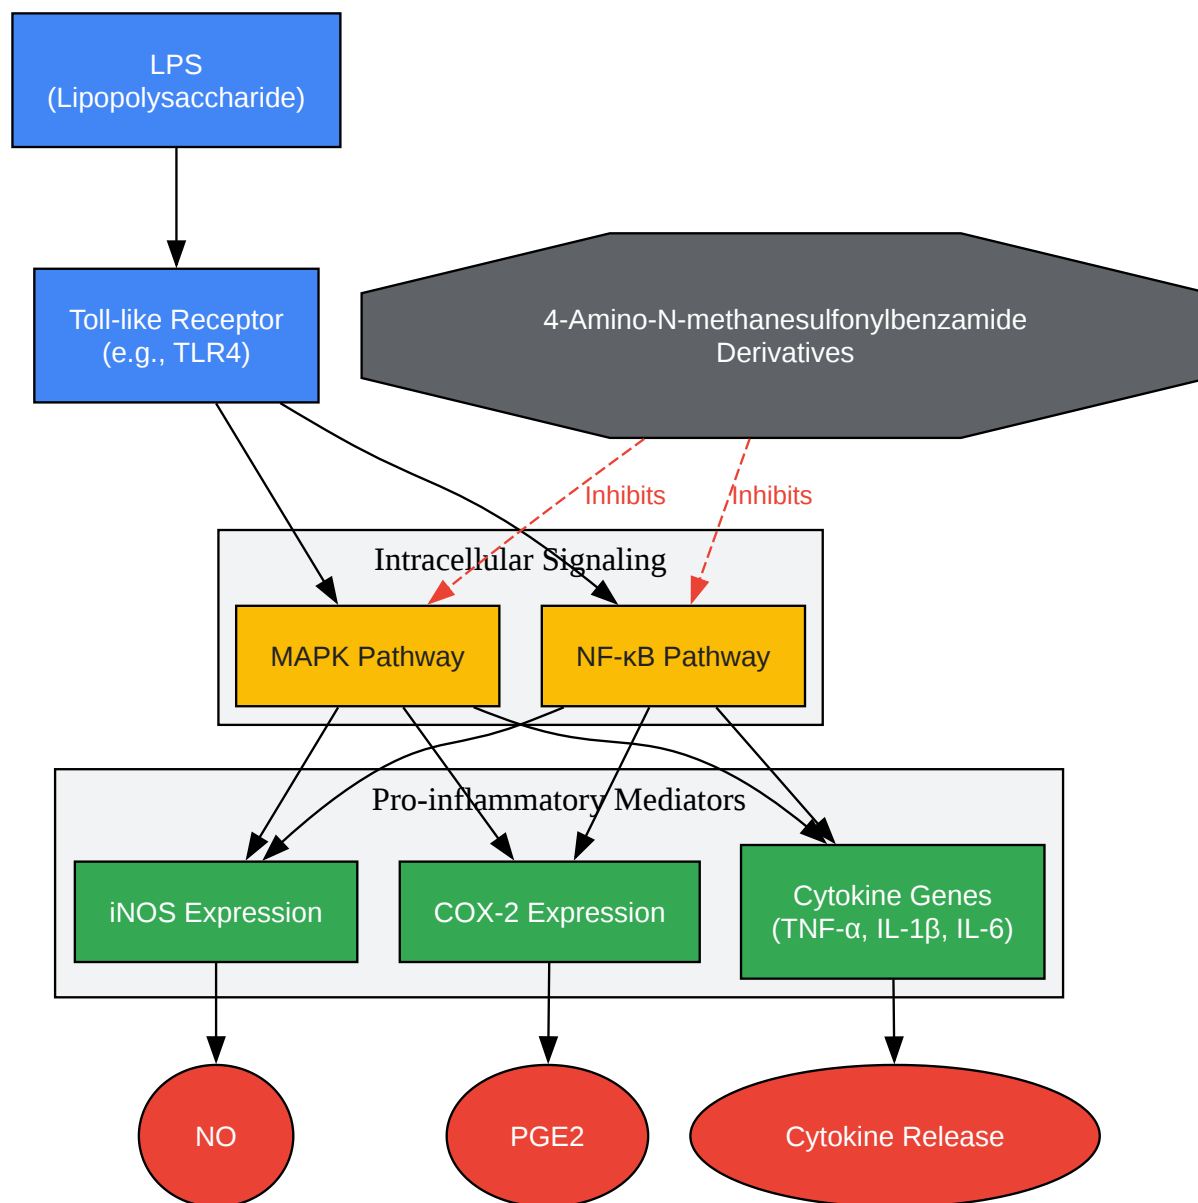 LPS
(Lipopolysaccharide)
Toll-like Receptor
(e.g., TLR4)
4-Amino-N-methanesulfonylbenzamide
Derivatives
Inhibits
Inhibits
Intracellular Signaling
MAPK Pathway
NF-κB Pathway
Pro-inflammatory Mediators
iNOS Expression
COX-2 Expression
Cytokine Genes
(TNF-α, IL-1β, IL-6)
NO
PGE2
Cytokine Release